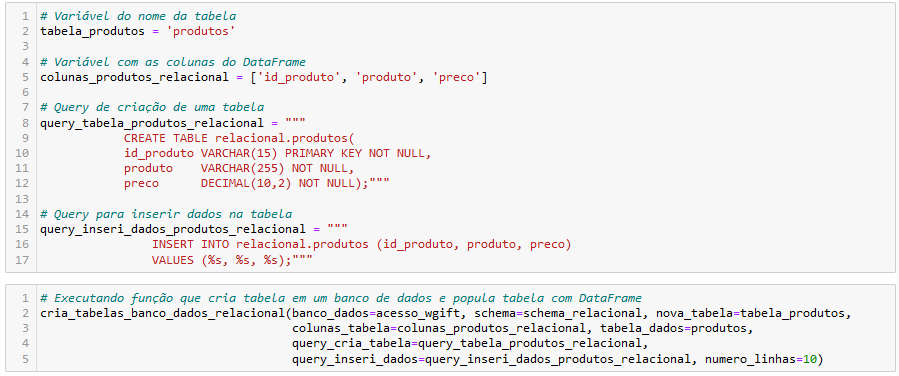 1 # Variável do nome da tabela
2 tabela_produtos = 'produtos'
3
4 # Variável com as colunas do DataFrame
5 colunas_produtos_relacional = ['id_produto', 'produto', 'preco']
6
7 # Query de criação de uma tabela
8 query_tabela_produtos_relacional = """
9             CREATE TABLE relacional.produtos(
10             id_produto VARCHAR(15) PRIMARY KEY NOT NULL,
11             produto    VARCHAR(255) NOT NULL,
12             preco      DECIMAL(10,2) NOT NULL);"""
13
14 # Query para inserir dados na tabela
15 query_inseri_dados_produtos_relacional = """
16                 INSERT INTO relacional.produtos (id_produto, produto, preco)
17                 VALUES (%s, %s, %s);"""
1 # Executando função que cria tabela em um banco de dados e popula tabela com DataFrame
2 cria_tabelas_banco_dados_relacional(banco_dados=acesso_wgift, schema=schema_relacional, nova_tabela=tabela_produtos,
3                                     colunas_tabela=colunas_produtos_relacional, tabela_dados=produtos,
4                                     query_cria_tabela=query_tabela_produtos_relacional,
5                                     query_inseri_dados=query_inseri_dados_produtos_relacional, numero_linhas=10)